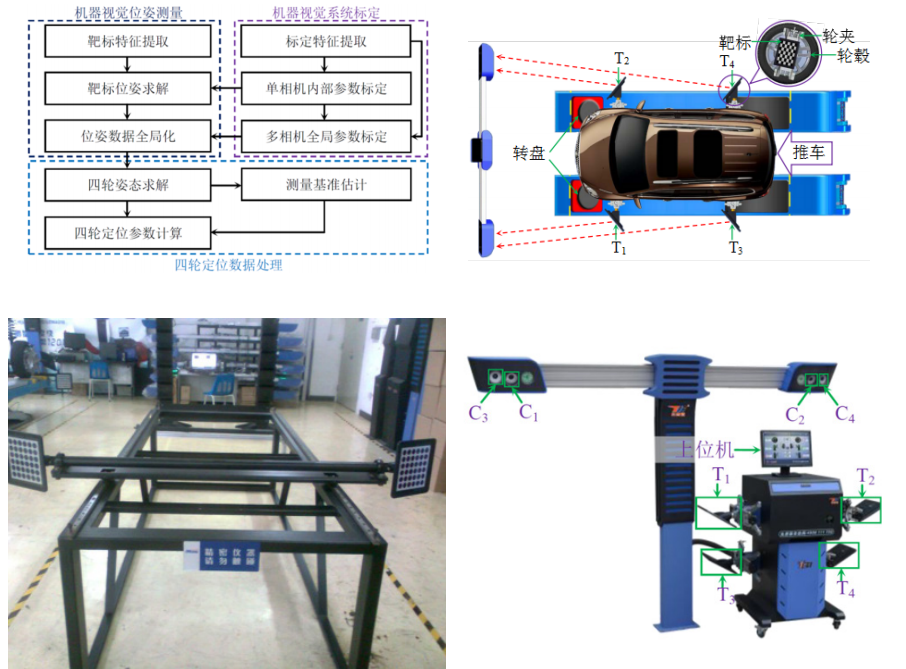 机器视觉位姿测量
机器视觉系统标定
靶标特征提取
标定特征提取
靶标位姿求解
单相机内部参数标定
位姿数据全局化
多相机全局参数标定
四轮姿态求解
测量基准估计
四轮定位参数计算
四轮定位数据处理
靶标
轮夹
轮毂
T2
T4
转盘
推车
T1
T3
C3
C1
C2
C4
上位机
T1
T2
T3
T4